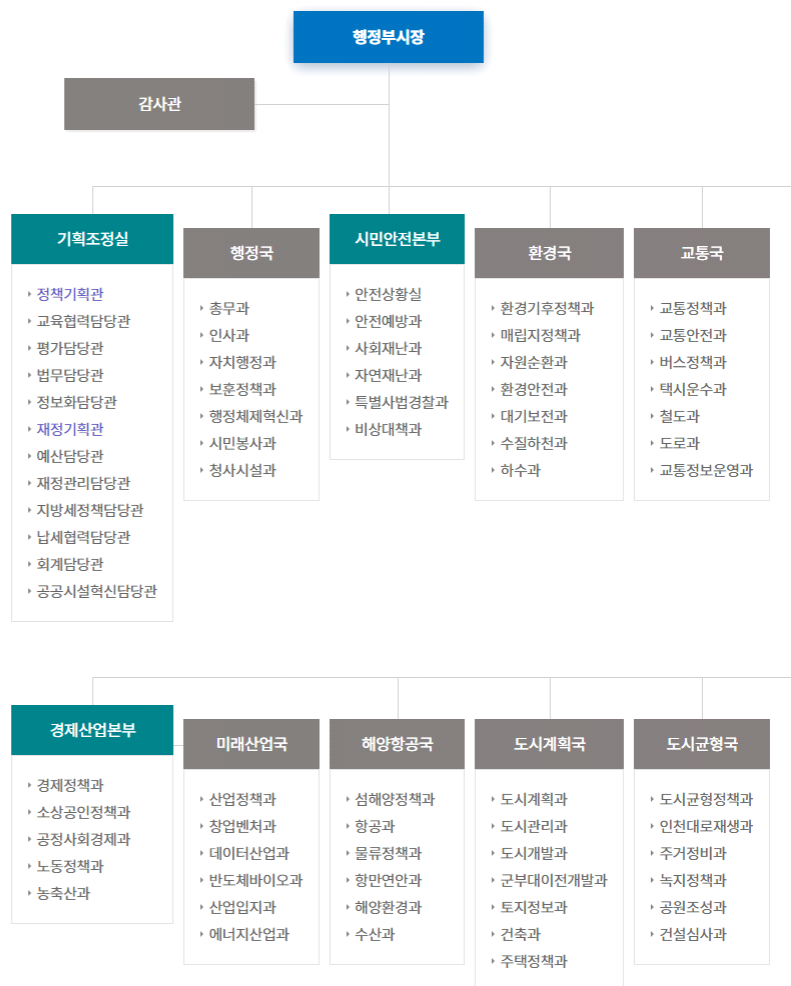 행정부시장
감사관
기획조정실
정책기획관
교육협력담당관
평가담당관
법무담당관
정보화담당관
재정기획관
예산담당관
재정관리담당관
지방세정책담당관
납세협력담당관
회계담당관
공공시설혁신담당관
행정국
총무과
인사과
자치행정과
보훈정책과
행정체제혁신과
시민봉사과
청사시설과
시민안전본부
안전상황실
안전예방과
사회재난과
자연재난과
특별사법경찰과
비상대책과
환경국
환경기후정책과
매립지정책과
자원순환과
환경안전과
대기보전과
수질하천과
하수과
교통국
교통정책과
교통안전과
버스정책과
택시운수과
철도과
도로과
교통정보운영과
경제산업본부
경제정책과
소상공인정책과
공정사회경제과
노동정책과
농축산과
미래산업국
산업정책과
창업벤처과
데이터산업과
반도체바이오과
산업입지과
에너지산업과
해양항공국
섬해양정책과
항공과
물류정책과
항만연안과
해양환경과
수산과
도시계획국
도시계획과
도시관리과
도시개발과
군부대이전개발과
토지정보과
건축과
주택정책과
도시균형국
도시균형정책과
인천대로재생과
주거정비과
녹지정책과
공원조성과
건설심사과